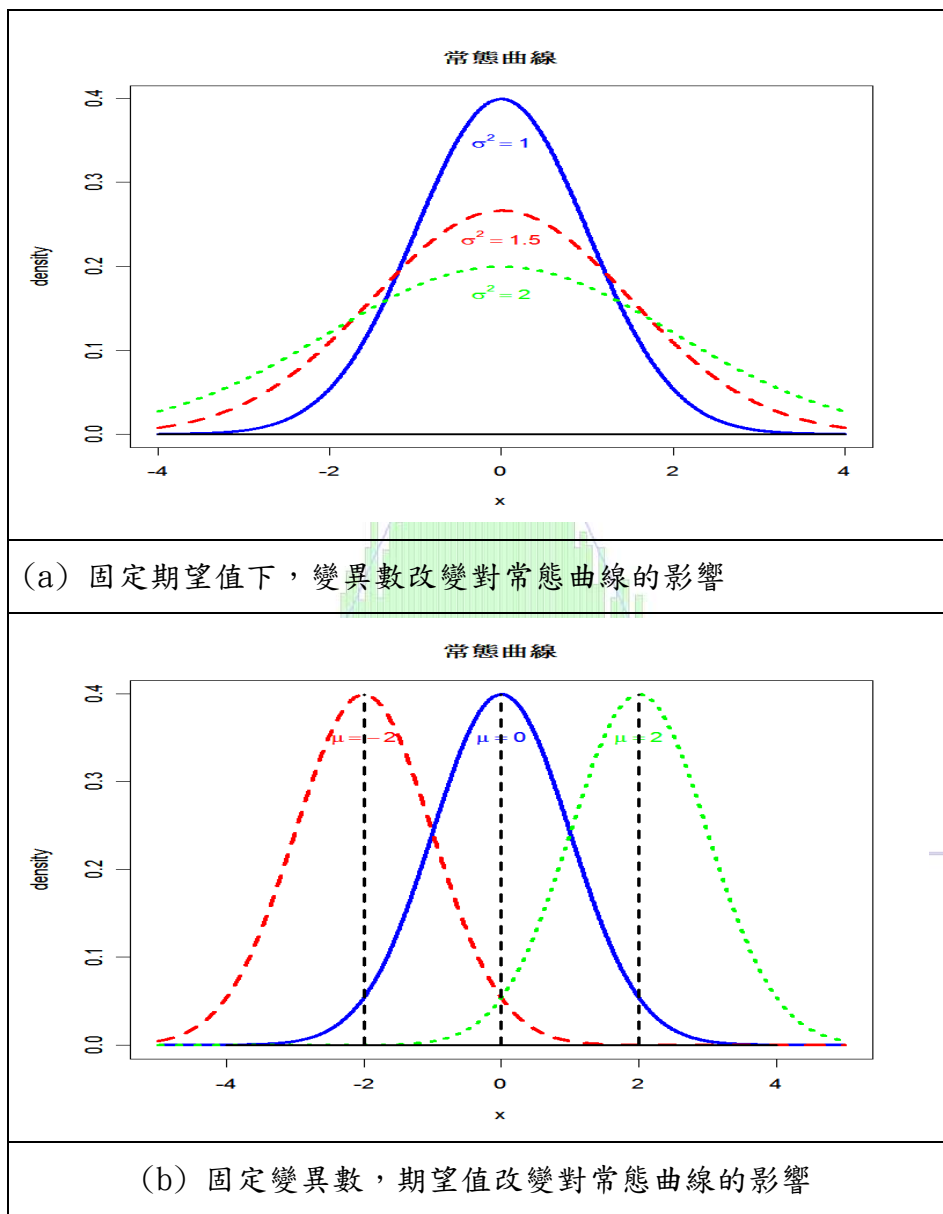 常態曲線
0.4
σ² = 1
0.3
σ² = 1.5
density
0.2
σ² = 2
0.1
0.0
-4 -2 0 2 4
x
(a) 固定期望值下，變異數改變對常態曲線的影響
常態曲線
0.4
μ = −2 μ = 0 μ = 2
0.3
density
0.2
0.1
0.0
-4 -2 0 2 4
x
(b) 固定變異數，期望值改變對常態曲線的影響